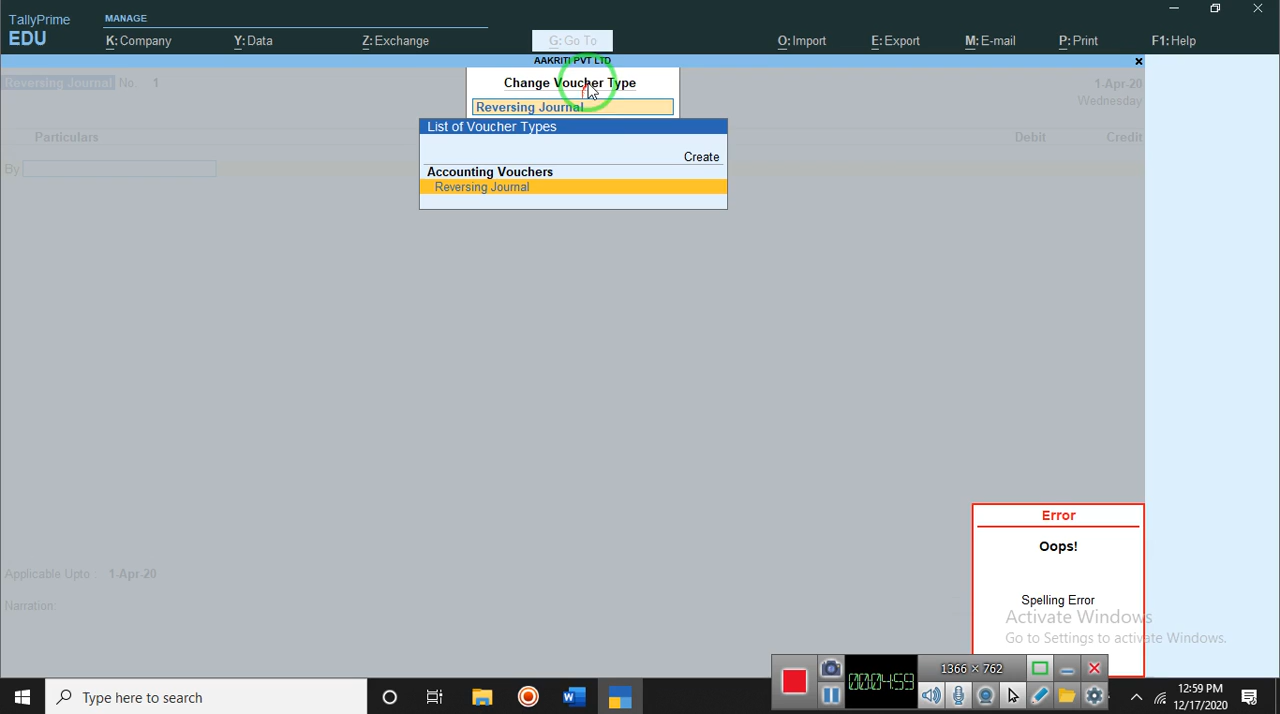 TallyPrime
EDU
MANAGE
K: Company
Y: Data
Z: Exchange
G: Go To
O: Import
E: Export
M: E-mail
P: Print
F1: Help
AAKRITI PVT LTD
Reversing Journal No. 1
1-Apr-20
Wednesday
Change Voucher Type
Reversing Journal
List of Voucher Types
Create
Accounting Vouchers
Reversing Journal
Particulars
Debit
Credit
By
Applicable Upto : 1-Apr-20
Narration:
Error
Oops!
Spelling Error
Activate Windows
Go to Settings to activate Windows.
00:04:59
1366 × 762
Type here to search
12:59 PM
12/17/2020